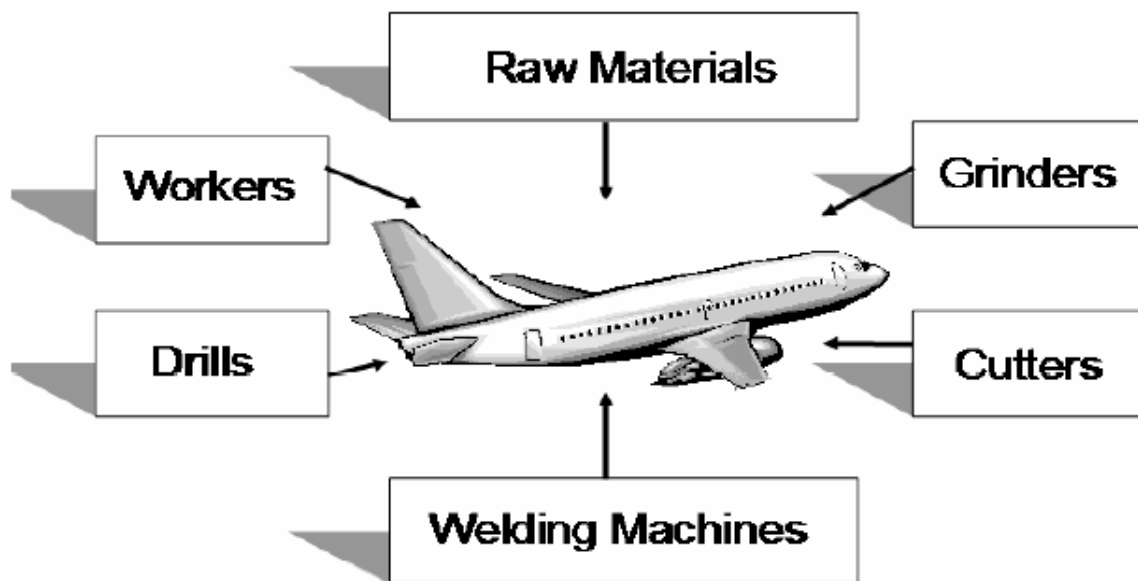 Raw Materials
Workers
Grinders
Drills
Cutters
Welding Machines